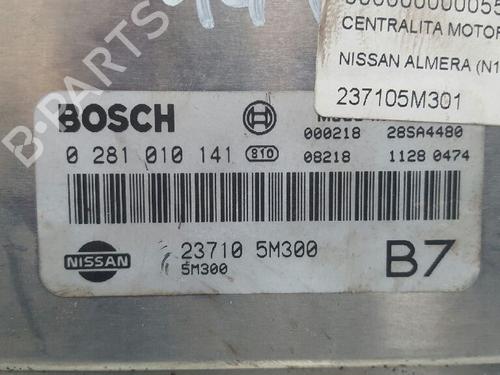 CENTRALITA MOTOR
NISSAN ALMERA (N1
237105M301
BOSCH
000218 28SA4480
0 281 010 141 810 08218 1128 0474
NISSAN
23710 5M300
5M300
B7